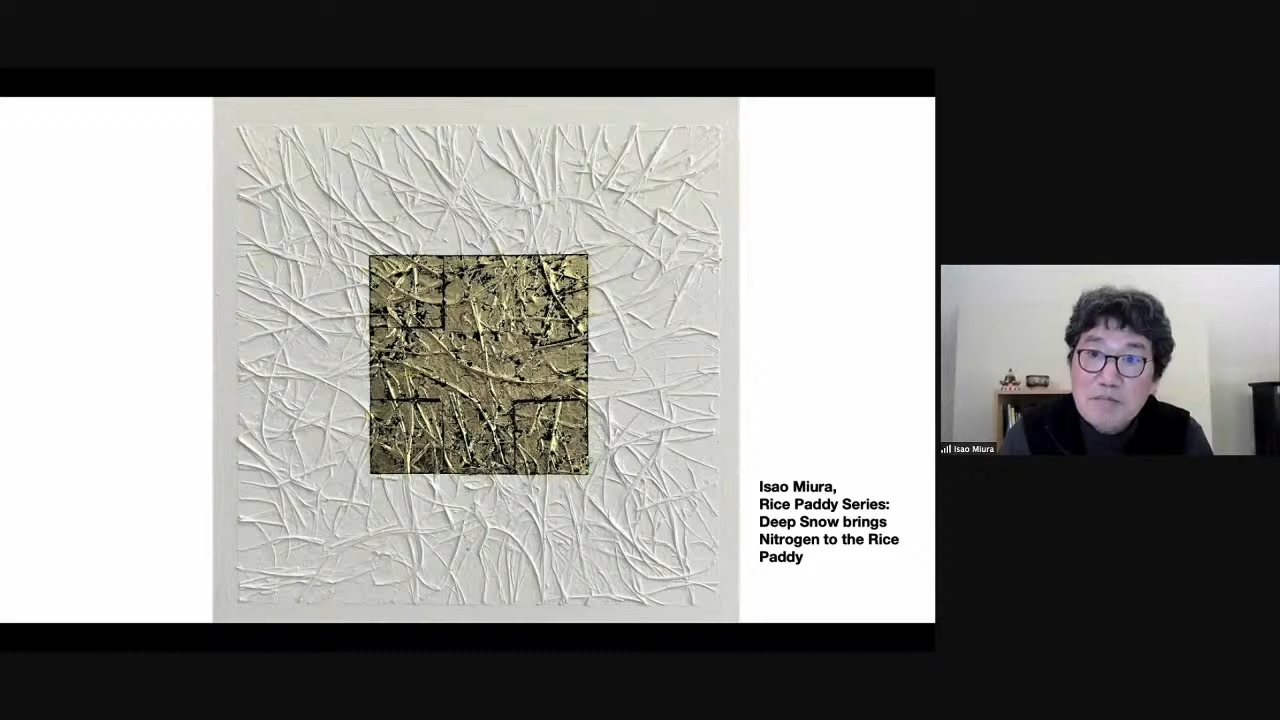 Isao Miura,
Rice Paddy Series:
Deep Snow brings
Nitrogen to the Rice
Paddy
Isao Miura